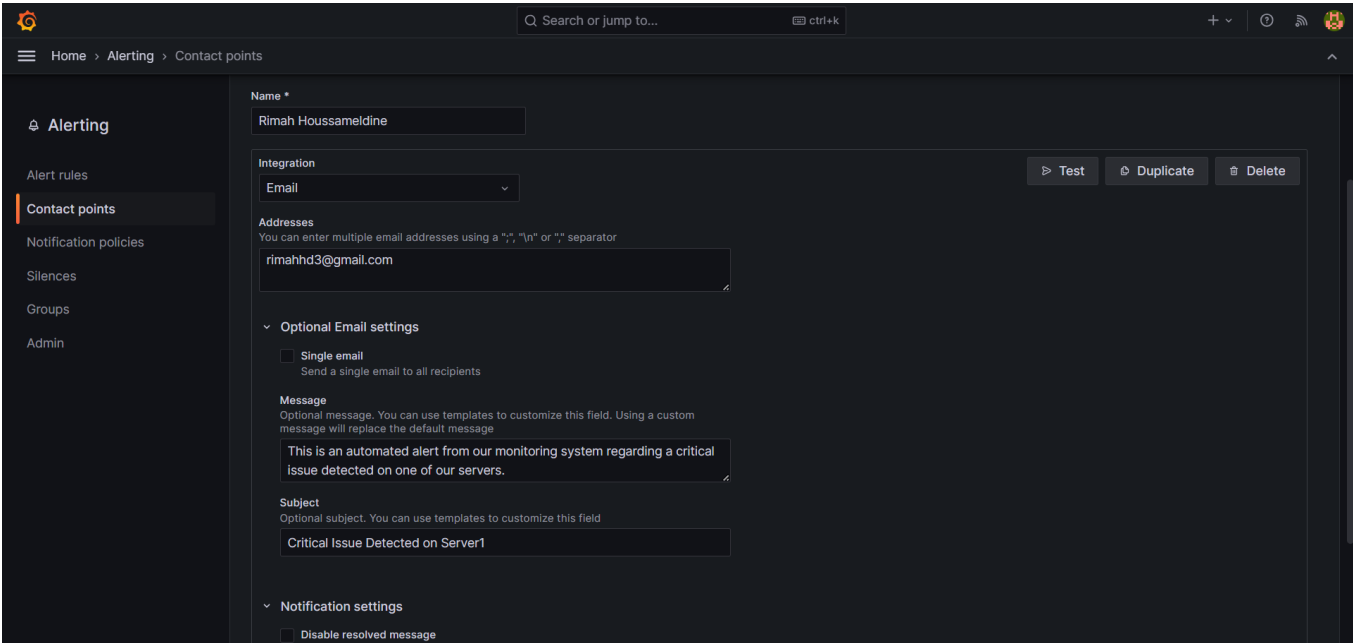 Search or jump to... ctrl+k
Home › Alerting › Contact points
Alerting
Alert rules
Contact points
Notification policies
Silences
Groups
Admin
Name *
Rimah Houssameldine
Integration
Email
Test Duplicate Delete
Addresses
You can enter multiple email addresses using a ";", "\n" or "," separator
rimahhd3@gmail.com
Optional Email settings
Single email
Send a single email to all recipients
Message
Optional message. You can use templates to customize this field. Using a custom
message will replace the default message
This is an automated alert from our monitoring system regarding a critical
issue detected on one of our servers.
Subject
Optional subject. You can use templates to customize this field
Critical Issue Detected on Server1
Notification settings
Disable resolved message